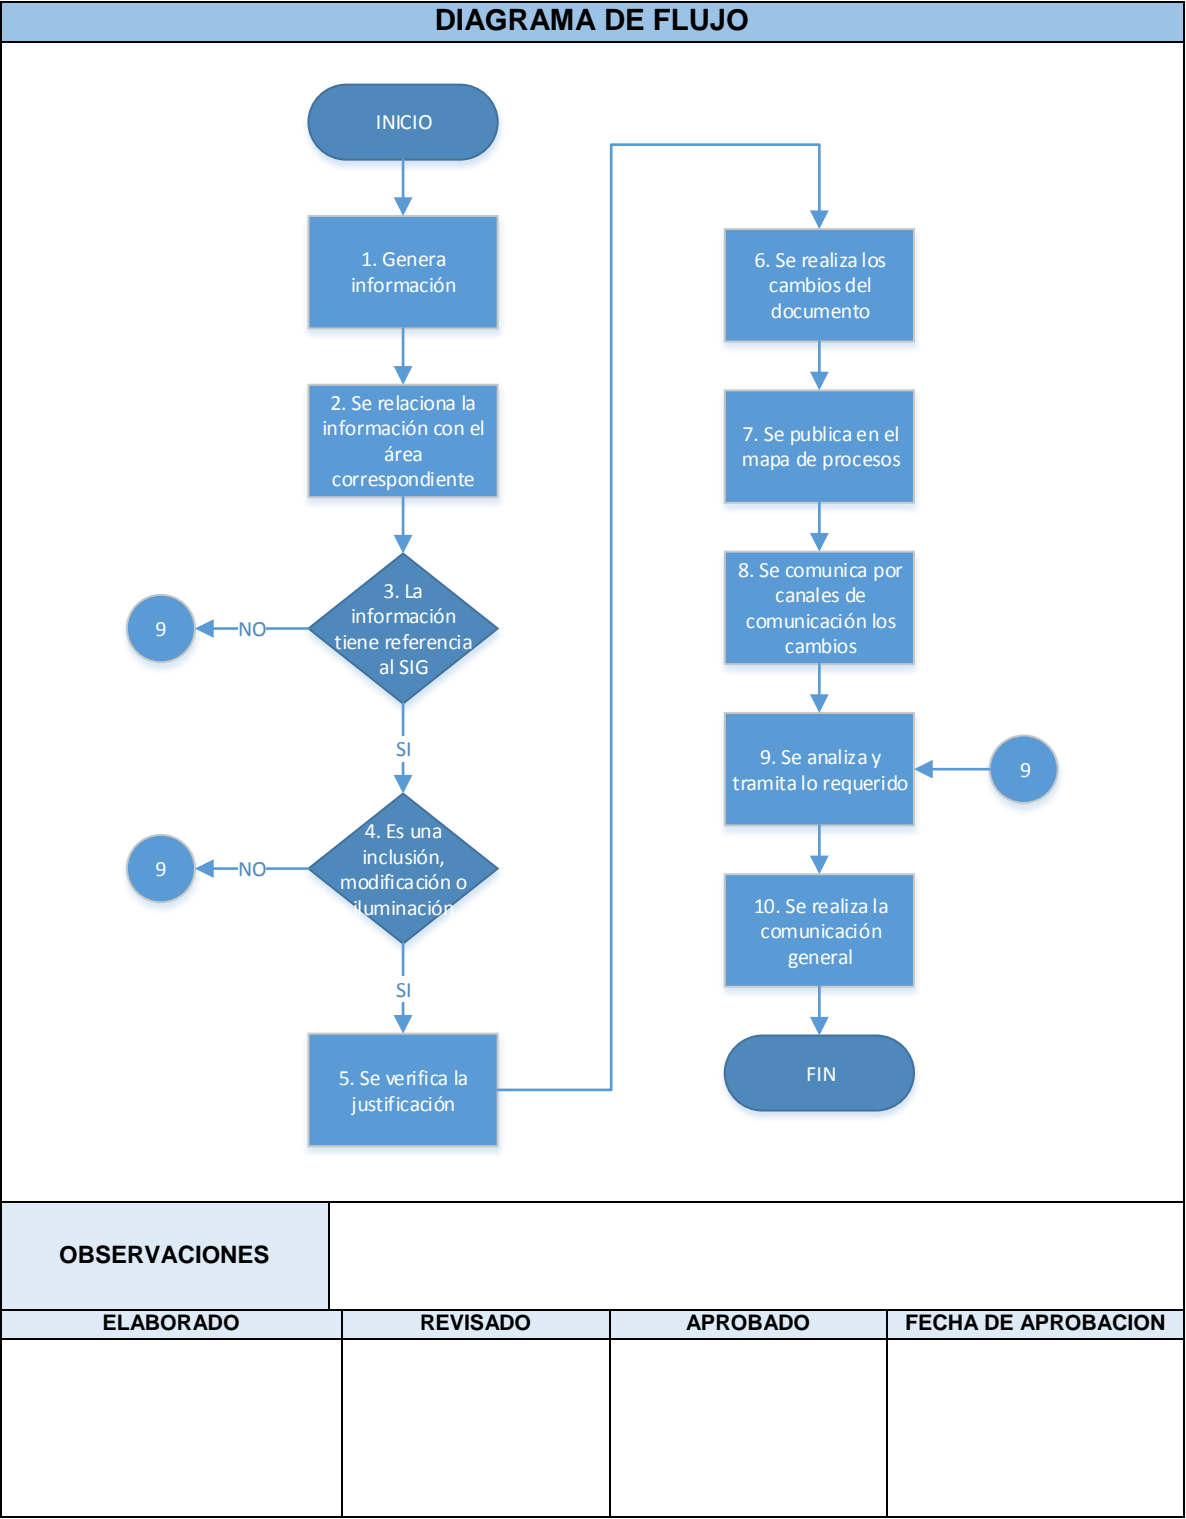 DIAGRAMA DE FLUJO
INICIO
1. Genera
información
2. Se relaciona la
información con el
área
correspondiente
3. La
información
tiene referencia
al SIG
NO
9
SI
4. Es una
inclusión,
modificación o
iluminación
NO
9
SI
5. Se verifica la
justificación
6. Se realiza los
cambios del
documento
7. Se publica en el
mapa de procesos
8. Se comunica por
canales de
comunicación los
cambios
9. Se analiza y
tramita lo requerido
9
10. Se realiza la
comunicación
general
FIN
OBSERVACIONES
ELABORADO
REVISADO
APROBADO
FECHA DE APROBACION